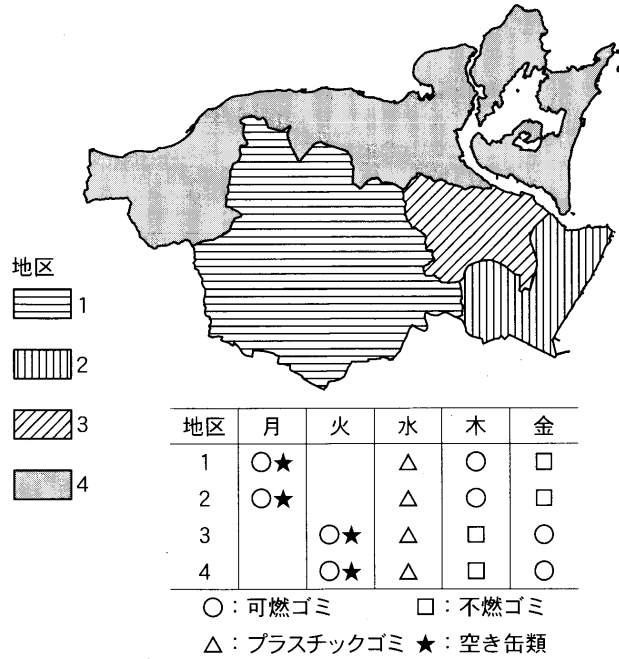 地区
1
2
3
4
地区 月 火 水 木 金
1 ○★ △ ○ □
2 ○★ △ ○ □
3 ○★ △ □ ○
4 ○★ △ □ ○
○：可燃ゴミ □：不燃ゴミ
△：プラスチックゴミ ★：空き缶類